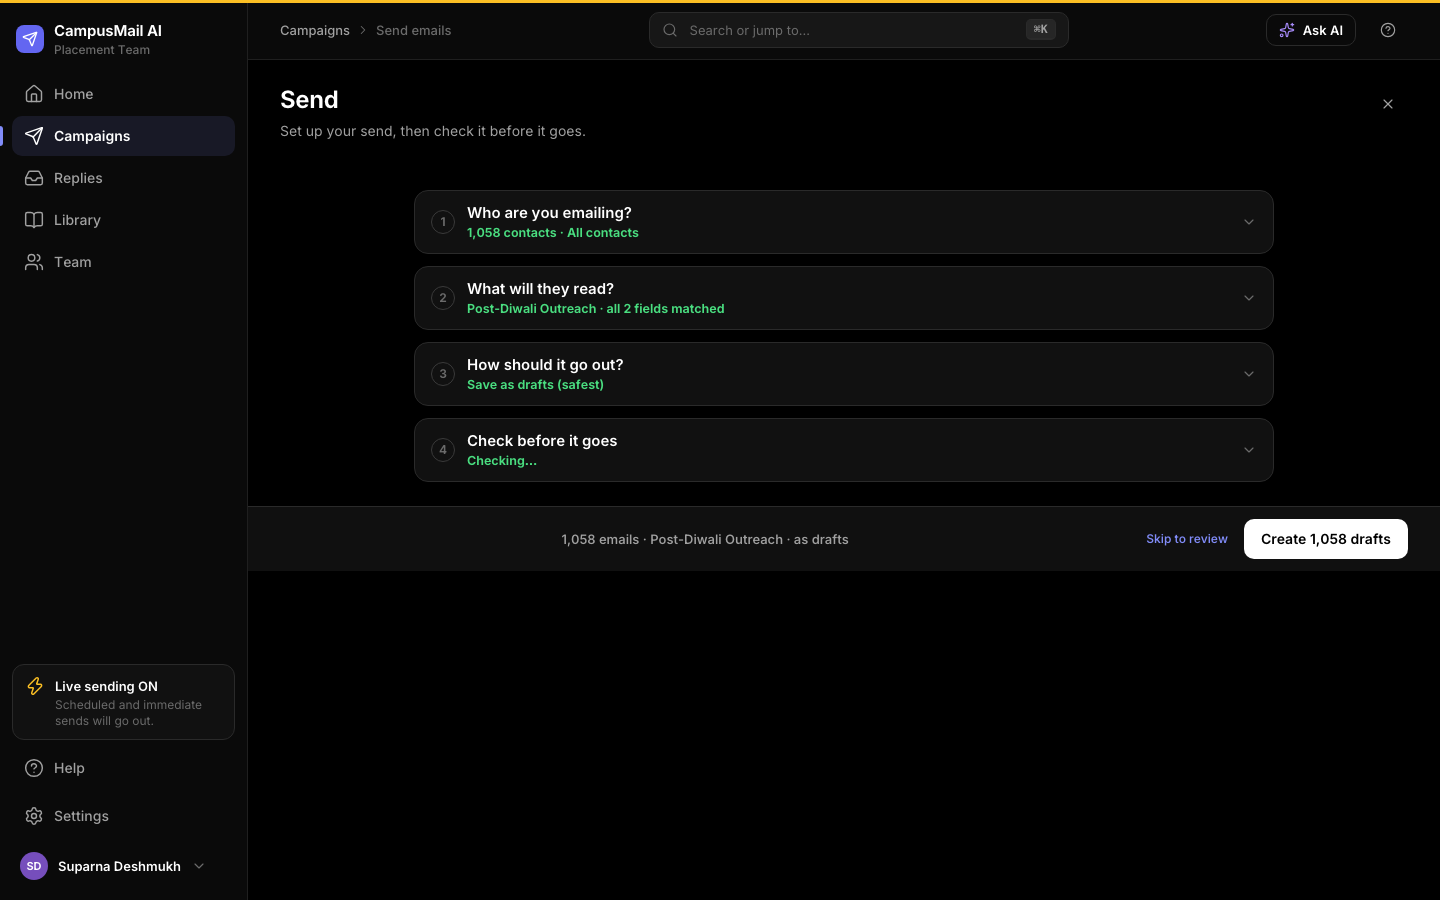 CampusMail AI
Placement Team
Home
Campaigns
Replies
Library
Team
Live sending ON
Scheduled and immediate
sends will go out.
Help
Settings
SD
Suparna Deshmukh
Campaigns
Send emails
Search or jump to...
⌘K
Ask AI
Send
Set up your send, then check it before it goes.
1
Who are you emailing?
1,058 contacts · All contacts
2
What will they read?
Post-Diwali Outreach · all 2 fields matched
3
How should it go out?
Save as drafts (safest)
4
Check before it goes
Checking...
1,058 emails · Post-Diwali Outreach · as drafts
Skip to review
Create 1,058 drafts